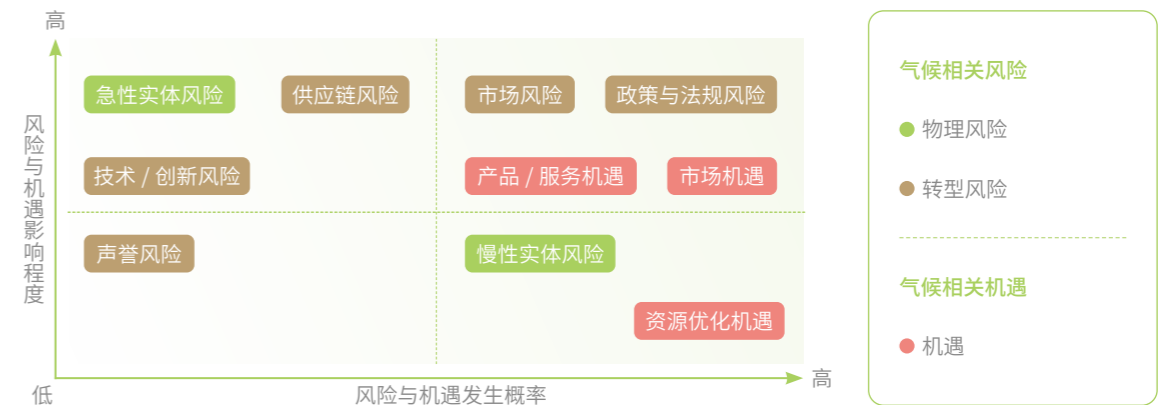 高
风险与机遇影响程度
急性实体风险
供应链风险
市场风险
政策与法规风险
技术 / 创新风险
产品 / 服务机遇
市场机遇
声誉风险
慢性实体风险
资源优化机遇
低
风险与机遇发生概率
高
气候相关风险
物理风险
转型风险
气候相关机遇
机遇